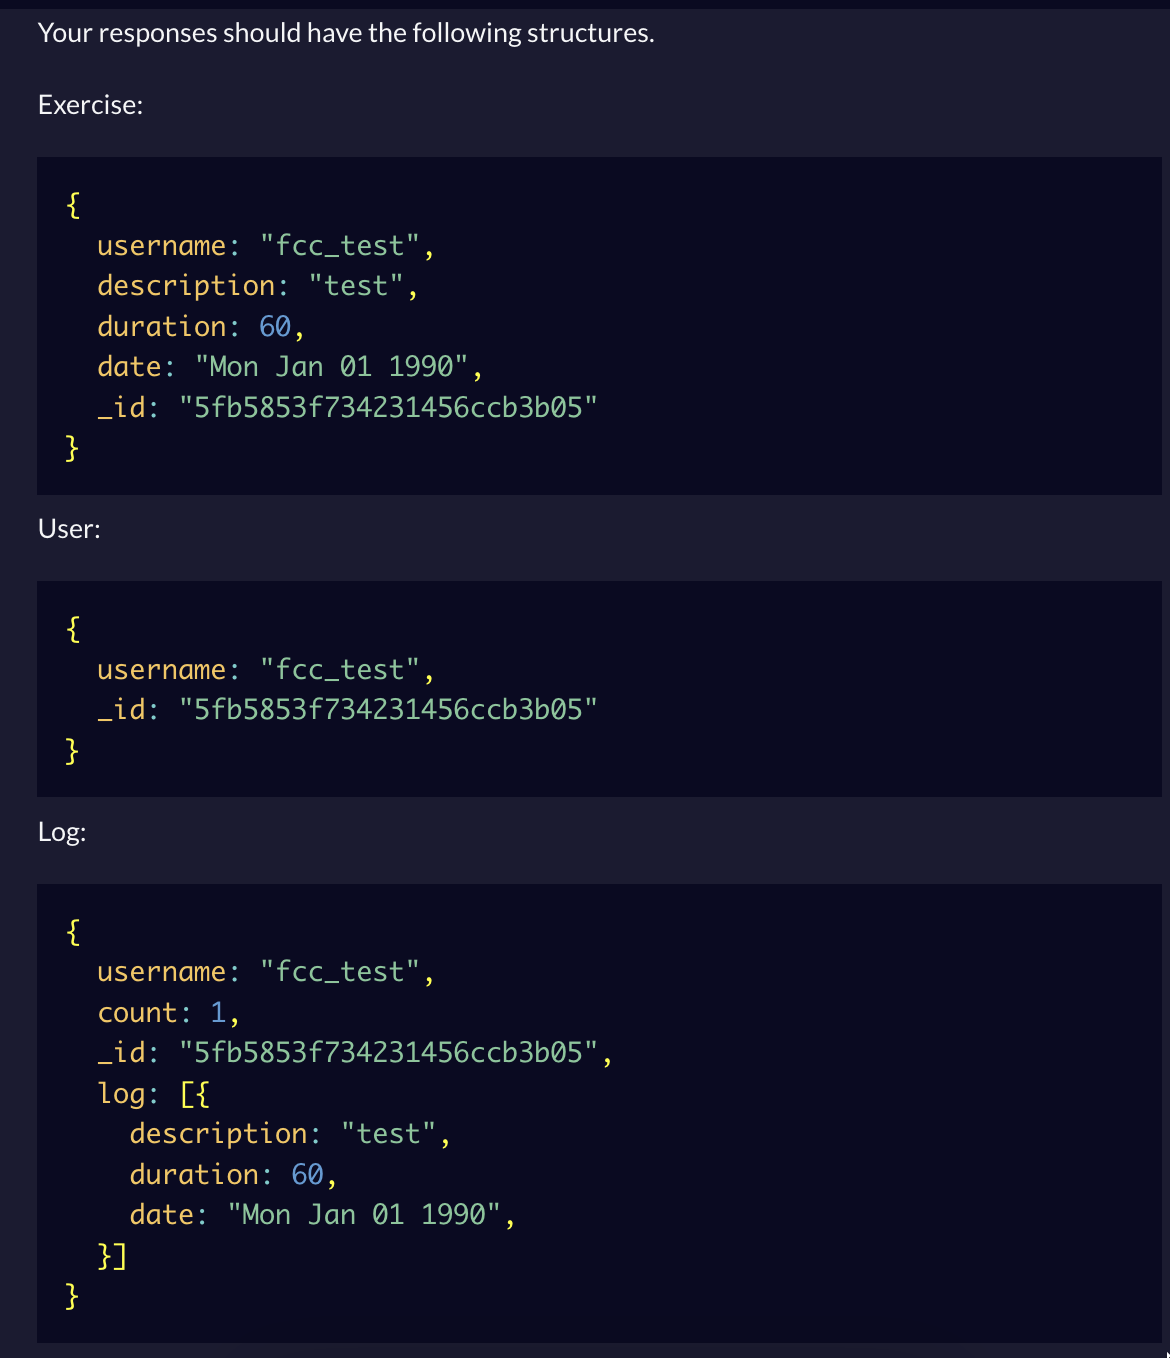 Your responses should have the following structures.
Exercise:
{
  username: "fcc_test",
  description: "test",
  duration: 60,
  date: "Mon Jan 01 1990",
  _id: "5fb5853f734231456ccb3b05"
}
User:
{
  username: "fcc_test",
  _id: "5fb5853f734231456ccb3b05"
}
Log:
{
  username: "fcc_test",
  count: 1,
  _id: "5fb5853f734231456ccb3b05",
  log: [{
    description: "test",
    duration: 60,
    date: "Mon Jan 01 1990",
  }]
}